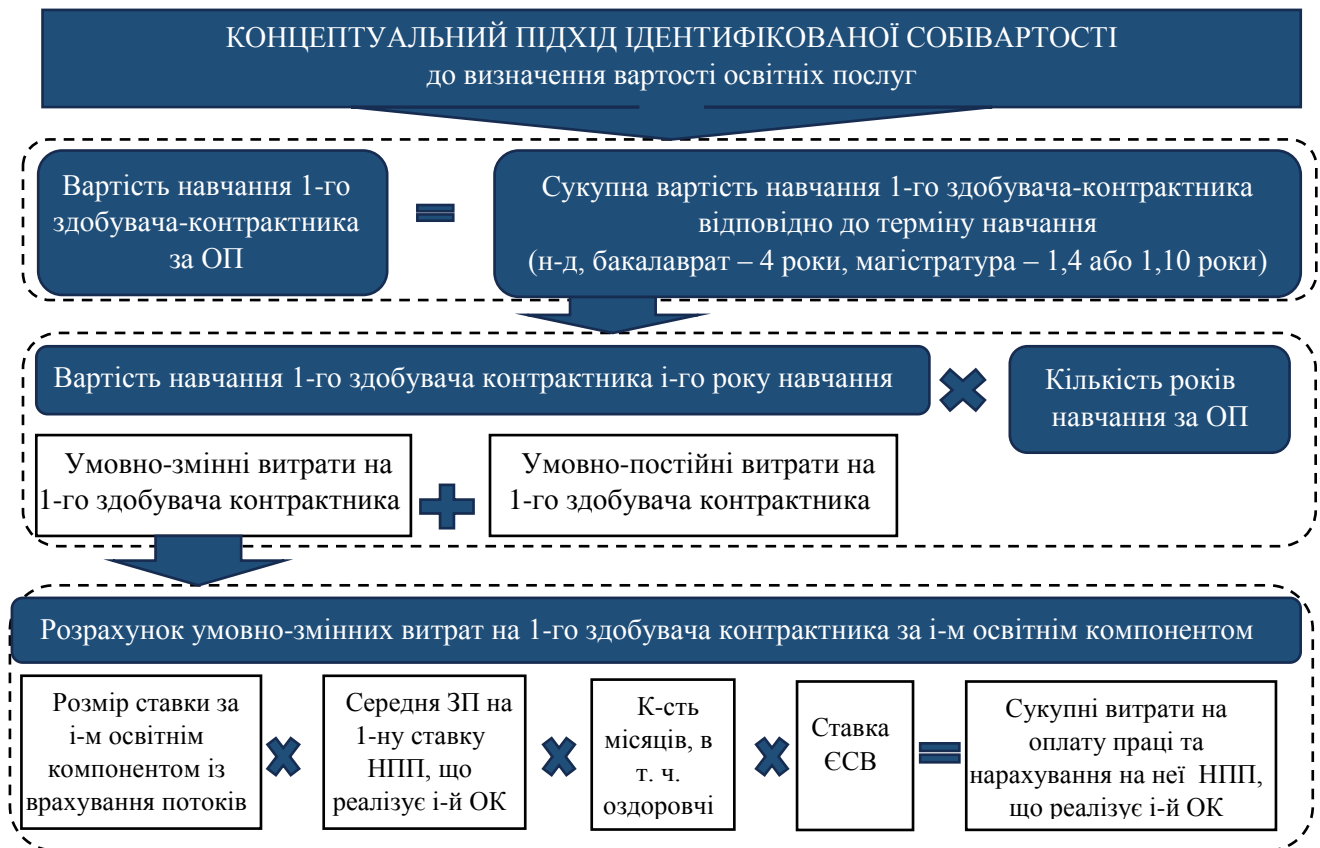 КОНЦЕПТУАЛЬНИЙ ПІДХІД ІДЕНТИФІКОВАНОЇ СОБІВАРТОСТІ
до визначення вартості освітніх послуг
Вартість навчання 1-го
здобувача-контрактника
за ОП
Сукупна вартість навчання 1-го здобувача-контрактника
відповідно до терміну навчання
(н-д, бакалаврат – 4 роки, магістратура – 1,4 або 1,10 роки)
Вартість навчання 1-го здобувача контрактника і-го року навчання
Кількість років
навчання за ОП
Умовно-змінні витрати на
1-го здобувача контрактника
Умовно-постійні витрати на
1-го здобувача контрактника
Розрахунок умовно-змінних витрат на 1-го здобувача контрактника за і-м освітнім компонентом
Розмір ставки за
і-м освітнім
компонентом із
врахування потоків
Середня ЗП на
1-ну ставку
НПП, що
реалізує і-й ОК
К-сть
місяців, в
т. ч.
оздоровчі
Ставка
ЄСВ
Сукупні витрати на
оплату праці та
нарахування на неї НПП,
що реалізує і-й ОК